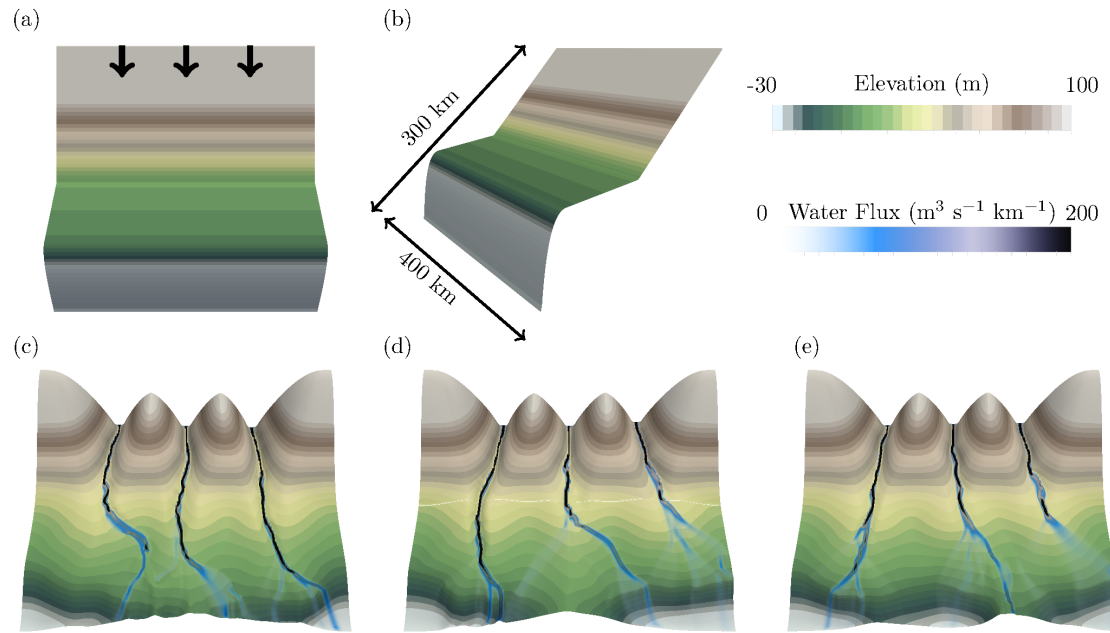 (a)
(b)
300 km
400 km
Elevation (m)
-30
100
Water Flux (m³ s⁻¹ km⁻¹)
0
200
(c)
(d)
(e)